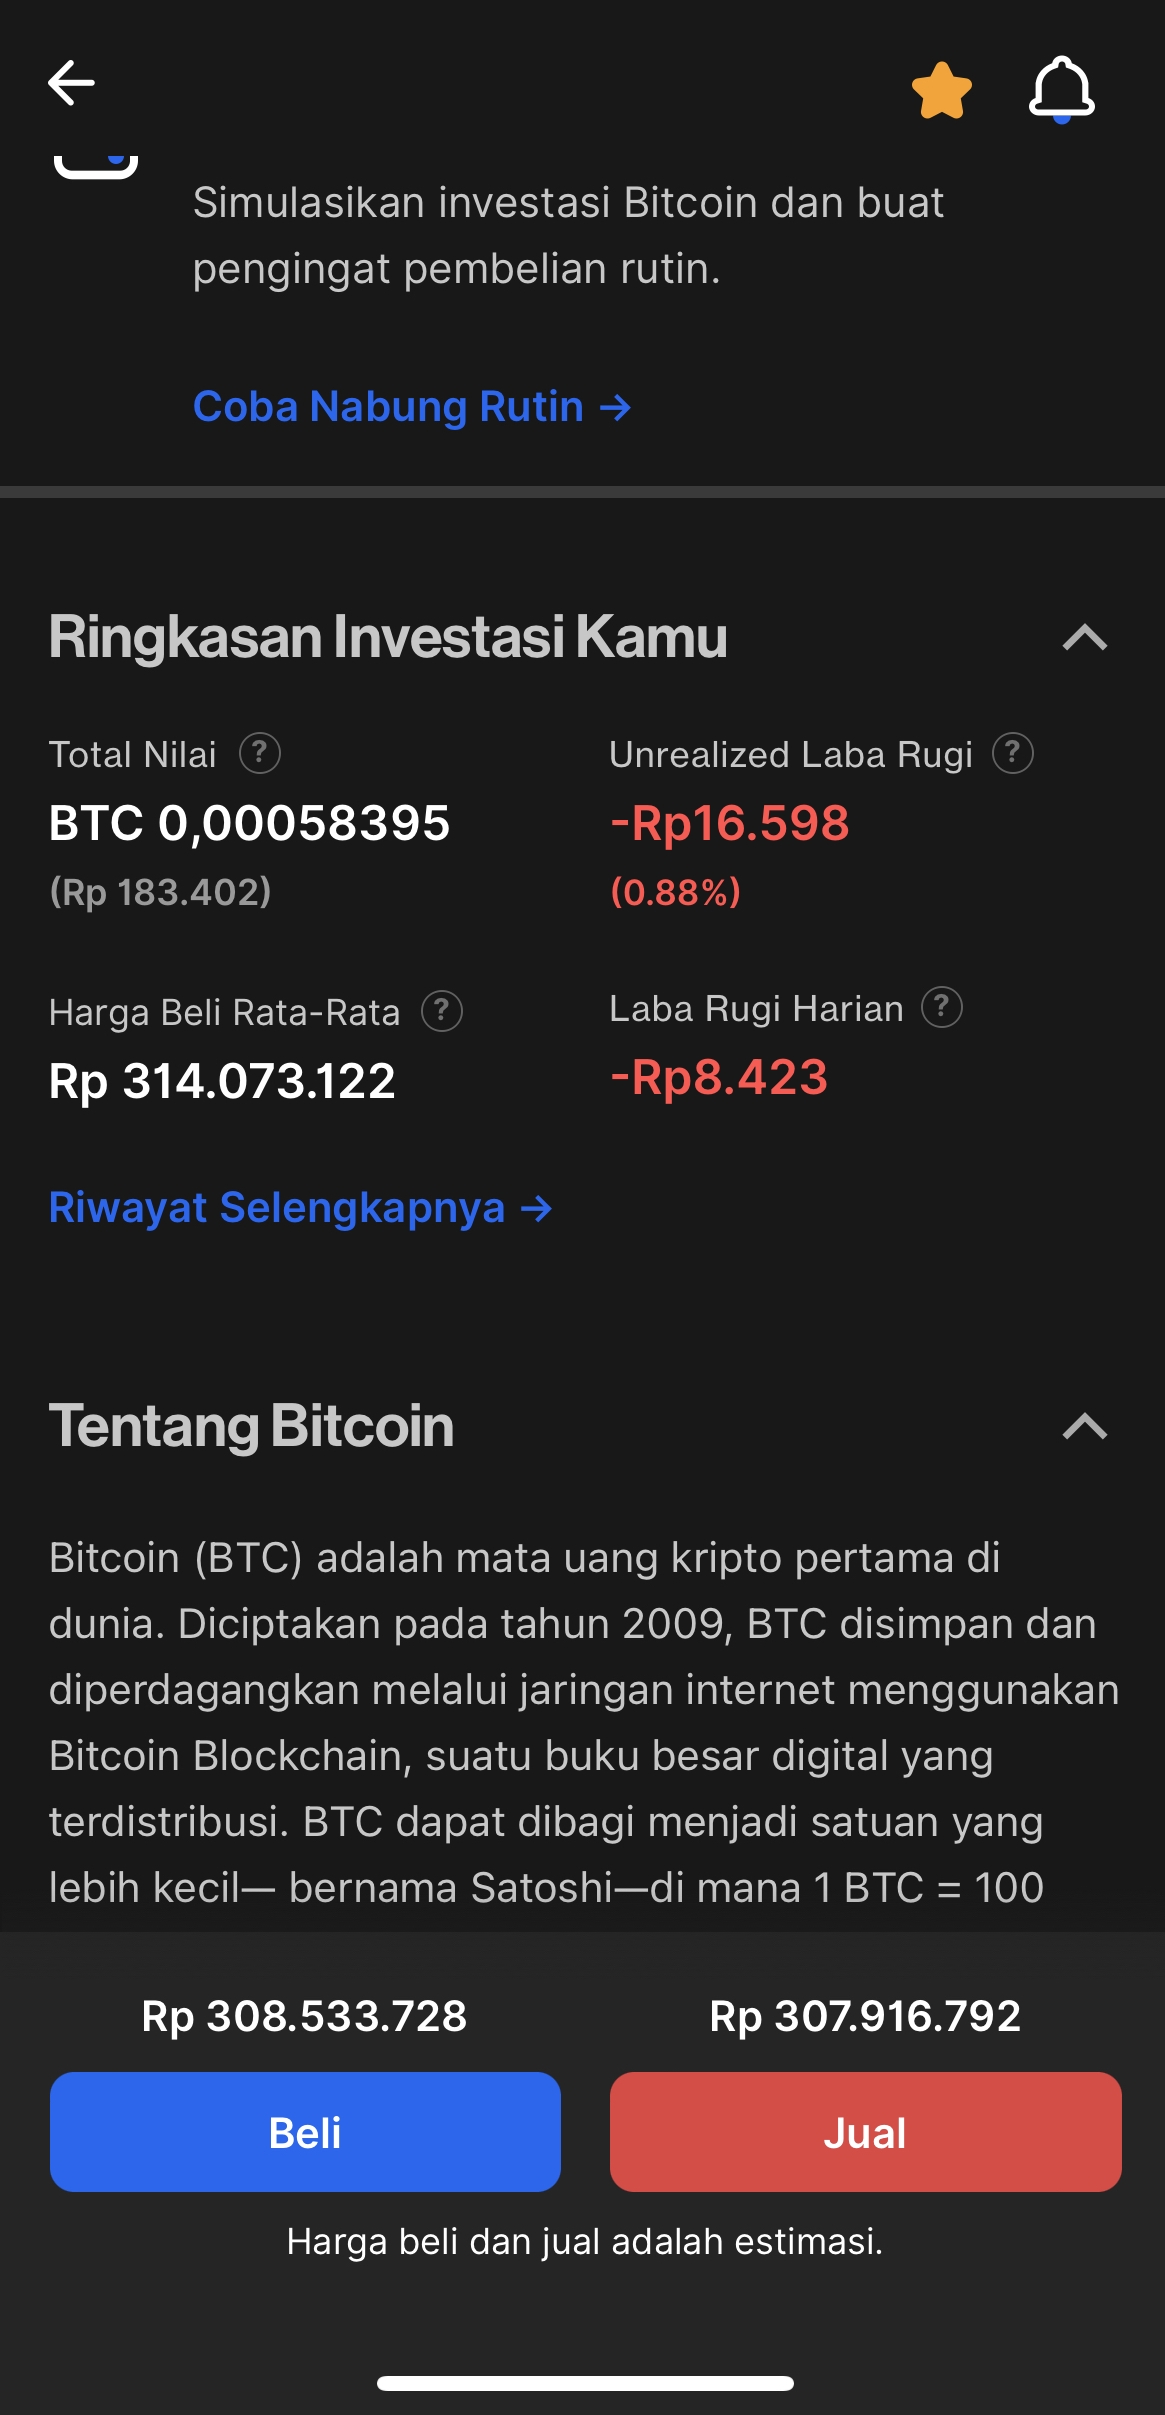 Simulasikan investasi Bitcoin dan buat
pengingat pembelian rutin.
Coba Nabung Rutin →
Ringkasan Investasi Kamu
Total Nilai ?
BTC 0,00058395
(Rp 183.402)
Unrealized Laba Rugi ?
-Rp16.598
(0.88%)
Harga Beli Rata-Rata ?
Rp 314.073.122
Laba Rugi Harian ?
-Rp8.423
Riwayat Selengkapnya →
Tentang Bitcoin
Bitcoin (BTC) adalah mata uang kripto pertama di
dunia. Diciptakan pada tahun 2009, BTC disimpan dan
diperdagangkan melalui jaringan internet menggunakan
Bitcoin Blockchain, suatu buku besar digital yang
terdistribusi. BTC dapat dibagi menjadi satuan yang
lebih kecil— bernama Satoshi—di mana 1 BTC = 100
Rp 308.533.728
Beli
Rp 307.916.792
Jual
Harga beli dan jual adalah estimasi.